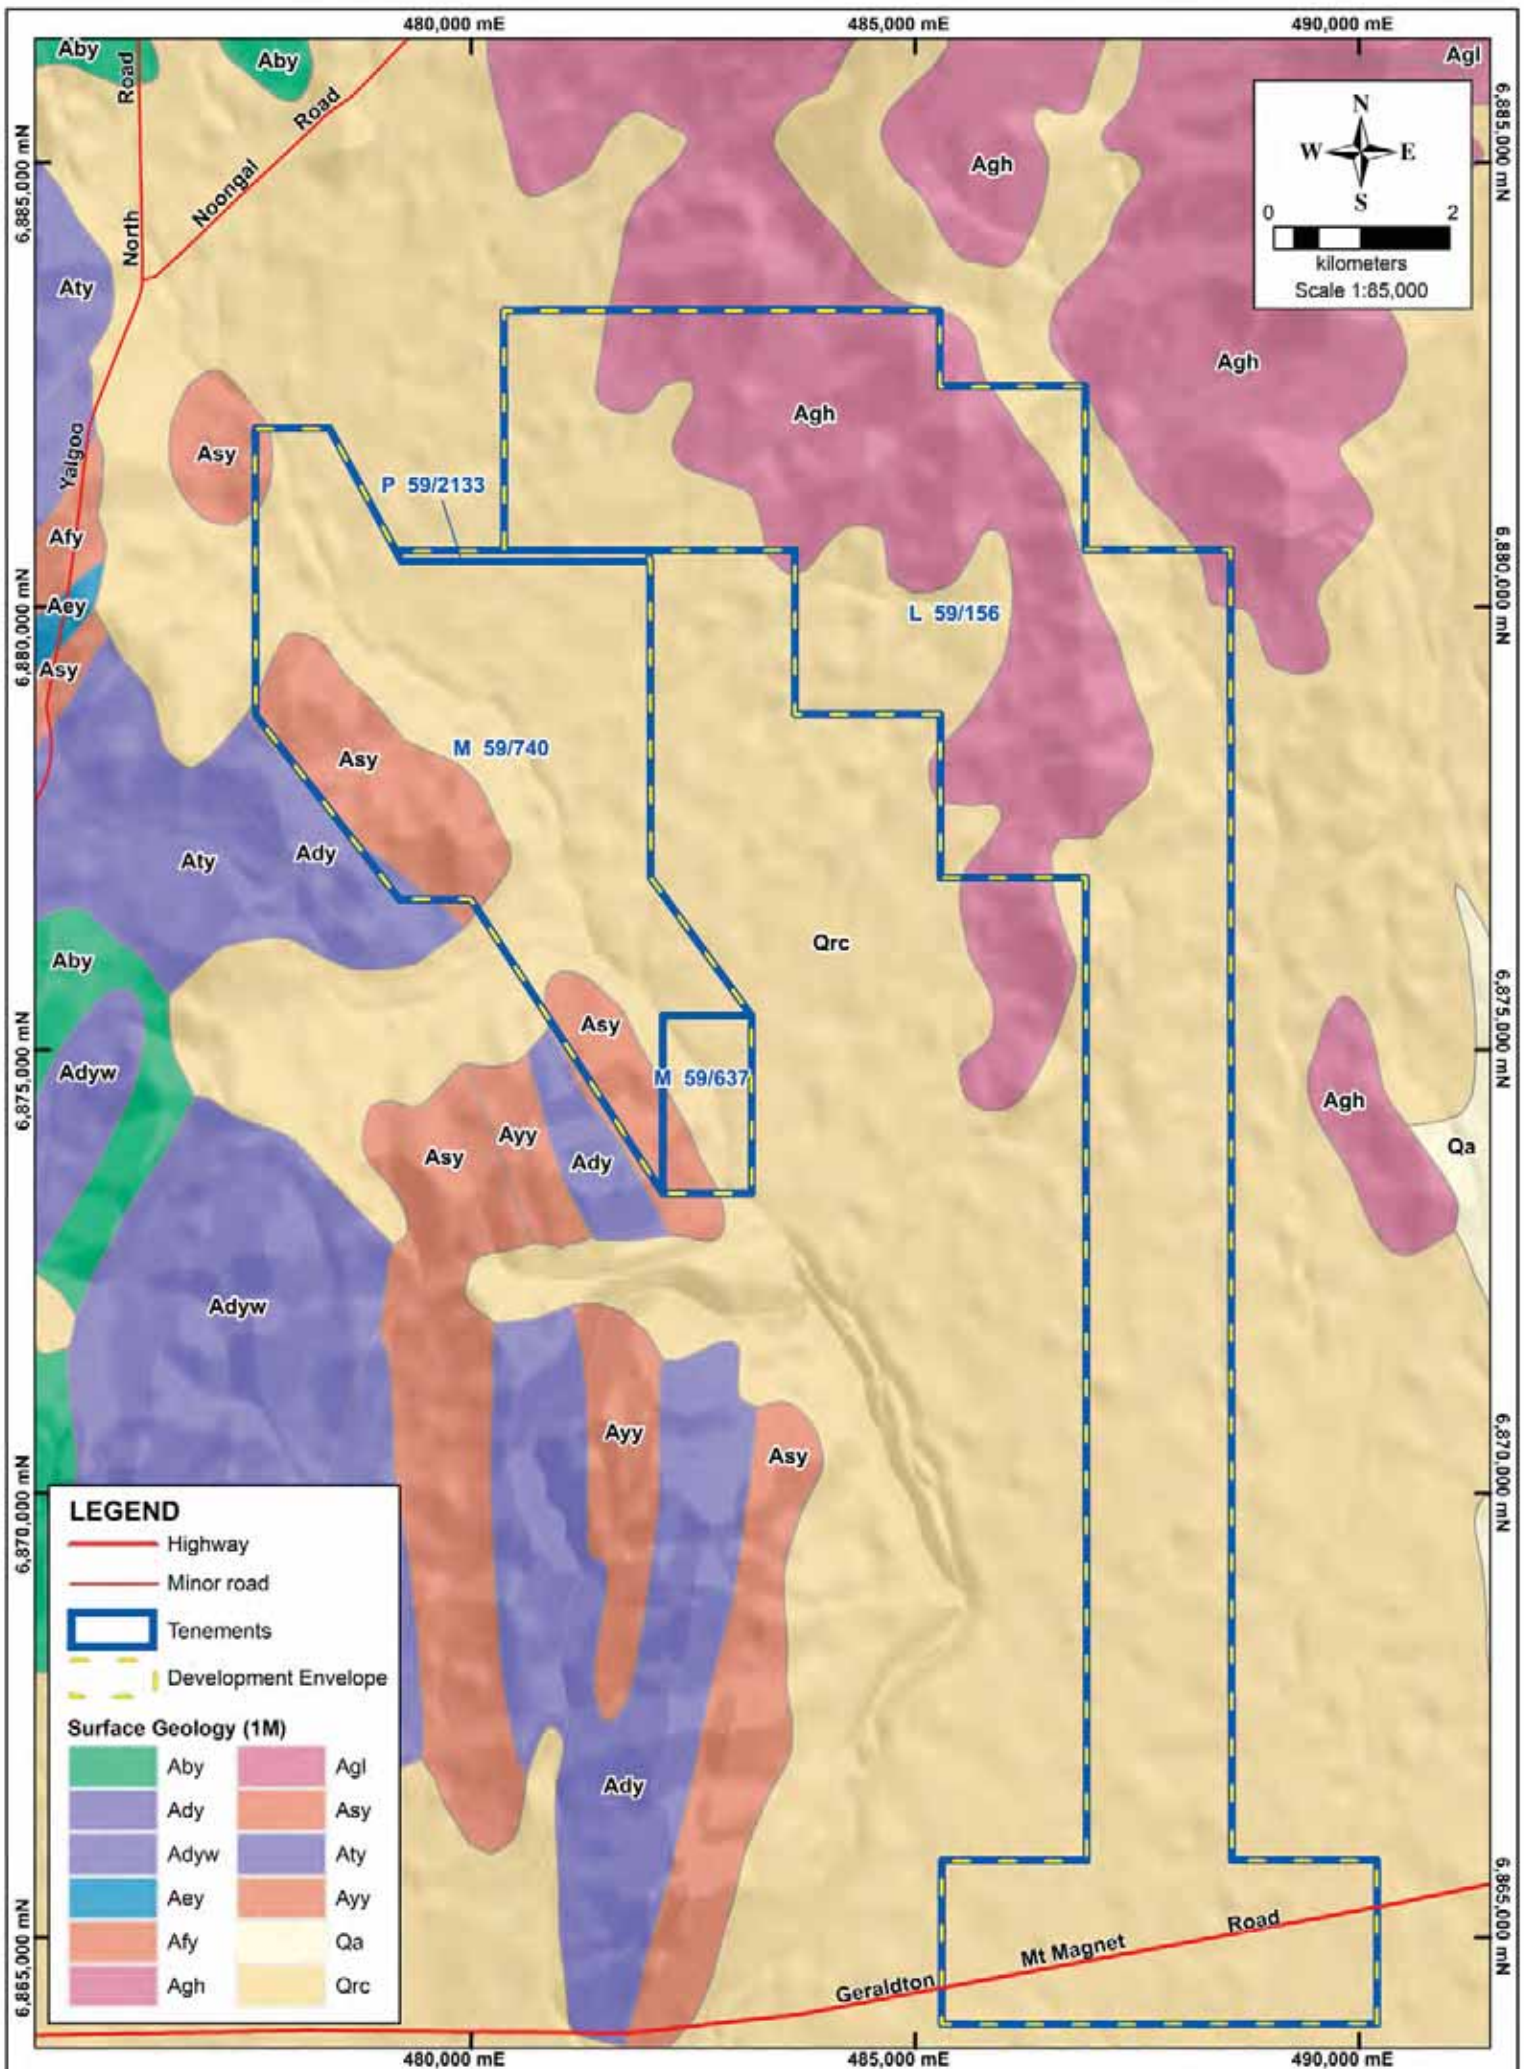 480,000 mE
485,000 mE
490,000 mE
Aby
Road
Aby
Agl
6,885,000 mN
6,885,000 mN
Road
Noongal
North
Agh
N
W
E
S
0
2
kilometers
Scale 1:85,000
Aty
Agh
Agh
Yalgoo
Asy
P 59/2133
Afy
Aey
6,880,000 mN
6,880,000 mN
L 59/156
Asy
Asy
M 59/740
Aty
Ady
Qrc
Aby
6,875,000 mN
6,875,000 mN
Asy
Adyw
M 59/637
Agh
Ayy
Asy
Ady
Qa
Adyw
Ayy
Asy
6,870,000 mN
6,870,000 mN
LEGEND
Highway
Minor road
Tenements
Development Envelope
Surface Geology (1M)
Aby
Agl
Ady
Asy
Adyw
Aty
Aey
Ayy
Afy
Qa
Agh
Qrc
Ady
6,865,000 mN
6,865,000 mN
Geraldton
Mt Magnet
Road
480,000 mE
485,000 mE
490,000 mE